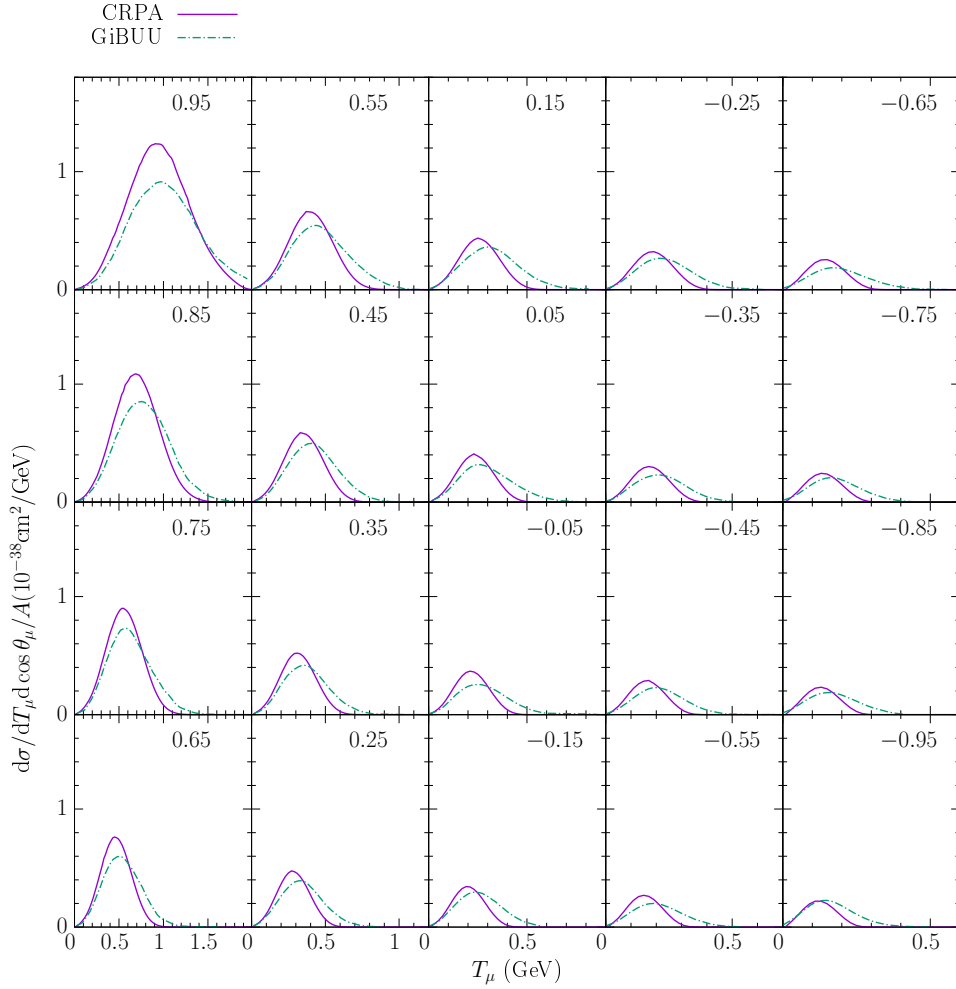 CRPA
GiBUU
0.95 0.55 0.15 −0.25 −0.65
1
0
0.85 0.45 0.05 −0.35 −0.75
1
0
0.75 0.35 −0.05 −0.45 −0.85
1
0
0.65 0.25 −0.15 −0.55 −0.95
1
0
0 0.5 1 1.5 0 0.5 1 0 0.5 0 0.5 0 0.5
T_μ (GeV)
dσ/dT_μ d cos θ_μ/A(10⁻³⁸cm²/GeV)